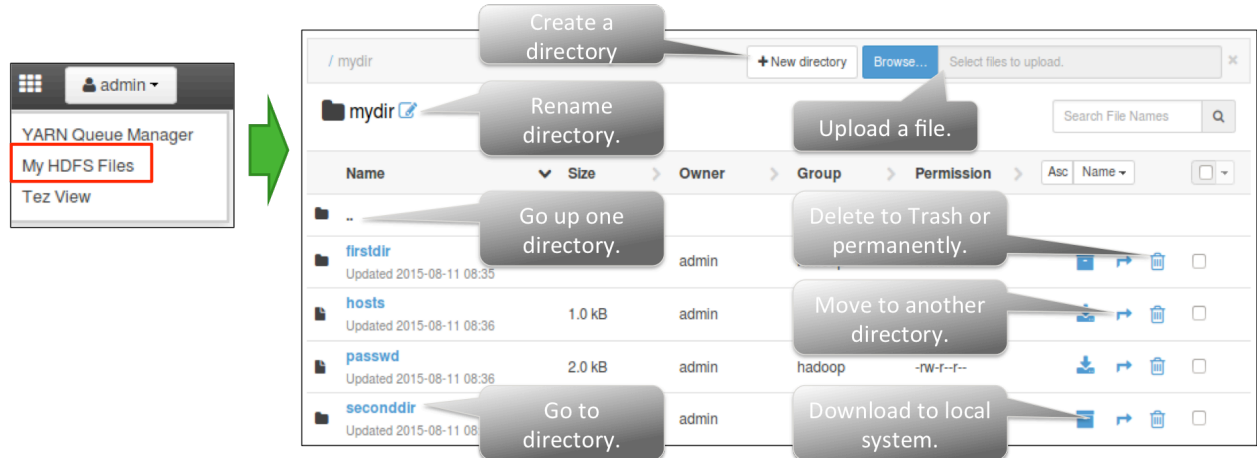 admin
YARN Queue Manager
My HDFS Files
Tez View
Create a
directory
/ mydir
New directory
Browse...
Select files to upload.
×
mydir
Rename
directory.
Upload a file.
Search File Names
Name
Size
Owner
Group
Permission
Asc
Name
..
Go up one
directory.
Delete to Trash or
permanently.
firstdir
Updated 2015-08-11 08:35
admin
hosts
Updated 2015-08-11 08:36
1.0 kB
admin
Move to another
directory.
passwd
Updated 2015-08-11 08:36
2.0 kB
admin
hadoop
-rw-r--r--
seconddir
Updated 2015-08-11 08
Go to
directory.
admin
Download to local
system.